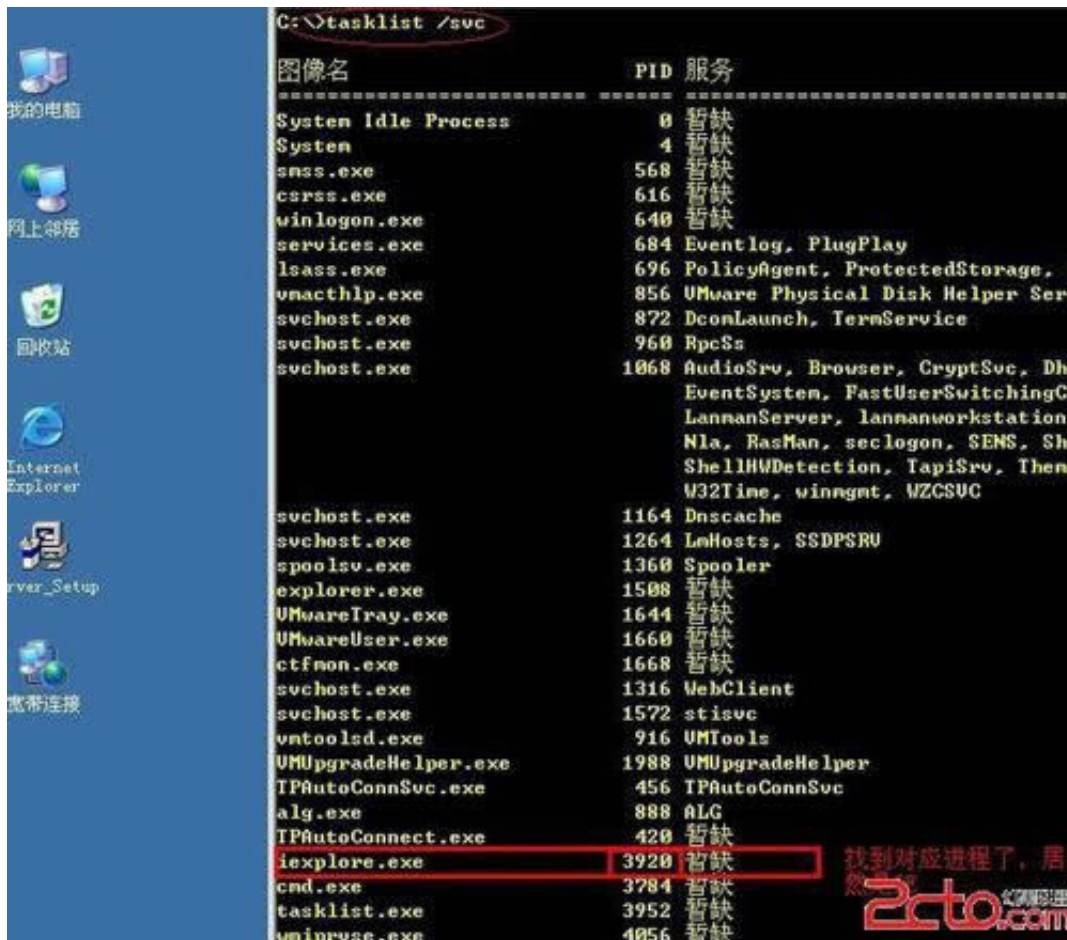 C:\>tasklist /svc
图像名 PID 服务
========================= ====== =============================
System Idle Process 0 暂缺
System 4 暂缺
smss.exe 568 暂缺
csrss.exe 616 暂缺
winlogon.exe 640 暂缺
services.exe 684 Eventlog, PlugPlay
lsass.exe 696 PolicyAgent, ProtectedStorage,
vmacthlp.exe 856 VMware Physical Disk Helper Ser
svchost.exe 872 DcomLaunch, TermService
svchost.exe 960 RpcSs
svchost.exe 1068 AudioSrv, Browser, CryptSvc, Dh
EventSystem, FastUserSwitchingC
LanmanServer, lanmanworkstation
Nla, RasMan, seclogon, SENS, Sh
ShellHWDetection, TapiSrv, Them
W32Time, winmgmt, WZCSVC
svchost.exe 1164 Dnscache
svchost.exe 1264 LmHosts, SSDPSRV
spoolsv.exe 1360 Spooler
explorer.exe 1508 暂缺
VMwareTray.exe 1644 暂缺
VMwareUser.exe 1660 暂缺
ctfmon.exe 1668 暂缺
svchost.exe 1316 WebClient
svchost.exe 1572 stisvc
vmtoolsd.exe 916 VMTools
VMUpgradeHelper.exe 1988 VMUpgradeHelper
TPAutoConnSvc.exe 456 TPAutoConnSvc
alg.exe 888 ALG
TPAutoConnect.exe 420 暂缺
iexplore.exe 3920 暂缺
cmd.exe 3784 暂缺
tasklist.exe 3952 暂缺
wmiprvse.exe 4056 暂缺
找到对应进程了，居
然
2cto.com
我的电脑
网上邻居
回收站
Internet
Explorer
rver_Setup
宽带连接